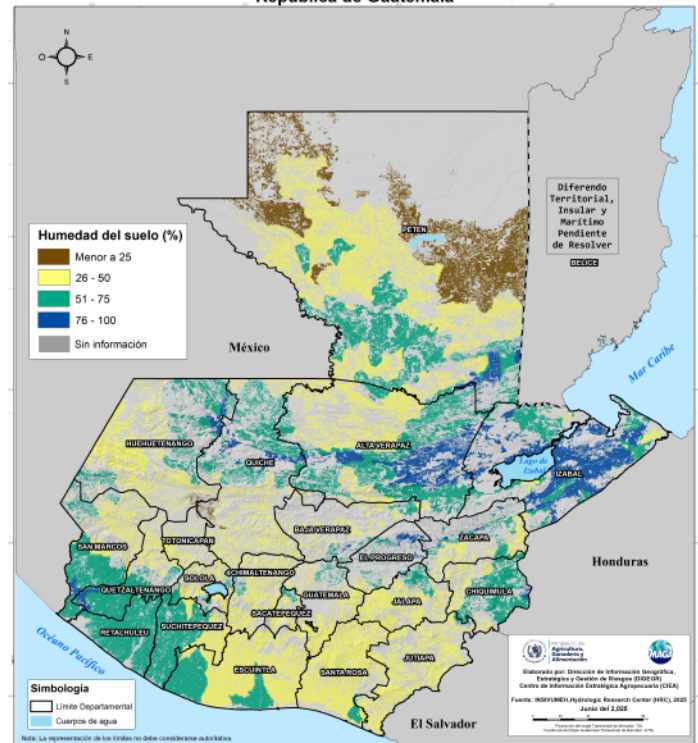 República de Guatemala
N
O
E
S
Diferendo
Territorial,
Insular y
Marítimo
Pendiente
de Resolver
BELICE
PETEN
Humedad del suelo (%)
Menor a 25
26 - 50
51 - 75
76 - 100
Sin información
México
Mar Caribe
HUEHUETENANGO
QUICHE
ALTA VERAPAZ
Lago de
Izabal
IZABAL
BAJA VERAPAZ
ZACAPA
SAN MARCOS
TOTONICAPAN
EL PROGRESO
Honduras
QUETZALTENANGO
SOLOLA
CHIMALTENANGO
GUATEMALA
JALAPA
CHIQUIMULA
SACATEPEQUEZ
RETALHULEU
SUCHITEPEQUEZ
Océano Pacífico
ESCUINTLA
SANTA ROSA
JUTIAPA
El Salvador
Simbología
Límite Departamental
Cuerpos de agua
Ministerio de
Agricultura,
Ganadería y
Alimentación
MAGA
Elaborado por: Dirección de Información Geográfica,
Estratégica y Gestión de Riesgos (DIGEGR)
Centro de Información Estratégica Agropecuaria (CIEA)
Fuente: INSIVUMEH,Hydrologic Research Center (HRC), 2025
Junio del 2,025
Nota: La representación de los límites no debe considerarse autoritativa.